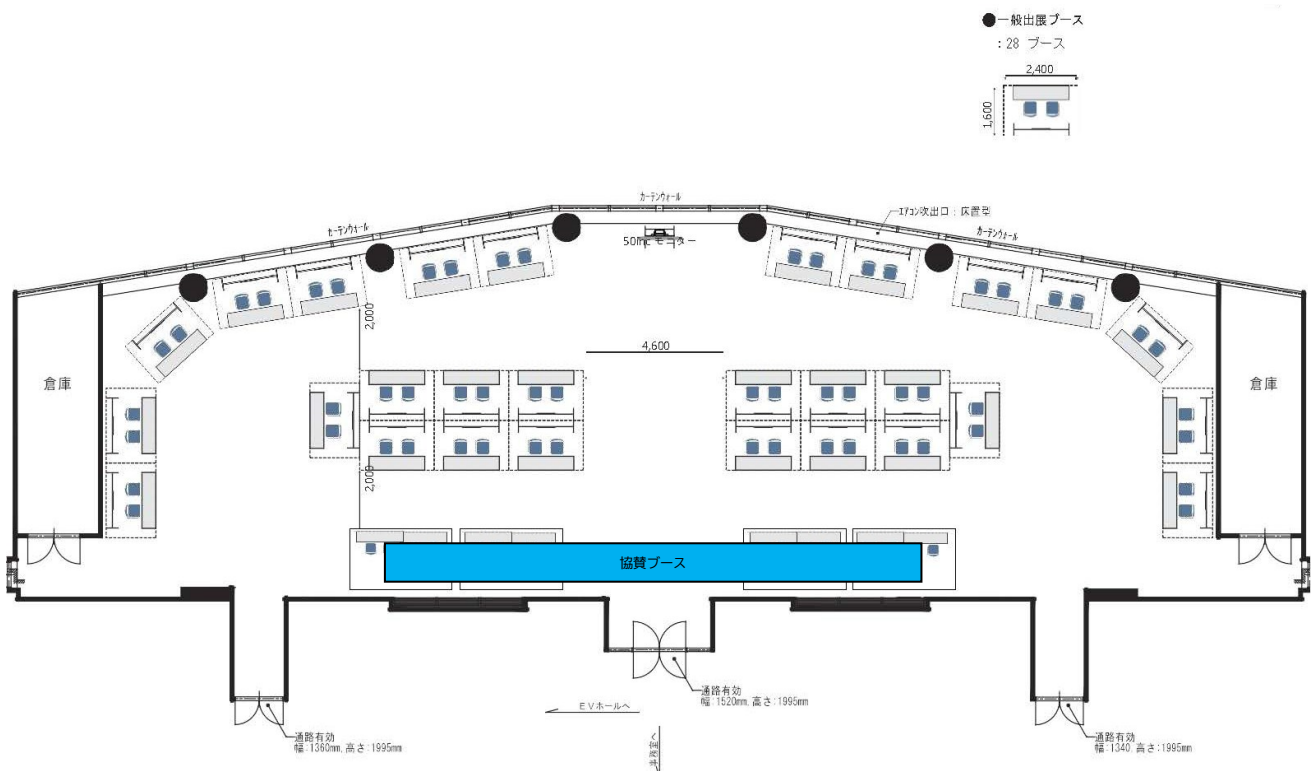 ●一般出展ブース
：28 ブース
2,400
1,600
カーテンウォール
カーテンウォール
エアコン吹出口：床置型
カーテンウォール
モニター
2,000
4,600
倉庫
倉庫
2,000
協賛ブース
通路有効
幅:1520mm, 高さ:1995mm
EVホールへ
通路有効
幅:1360mm, 高さ:1995mm
通路有効
幅:1340, 高さ:1995mm